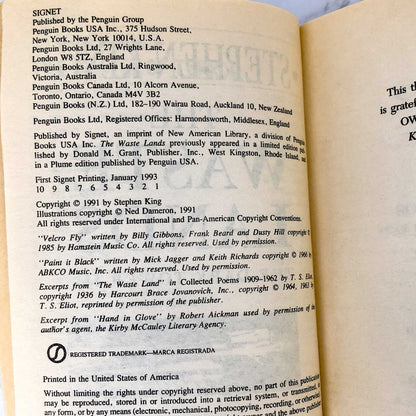 SIGNET
Published by the Penguin Group
Penguin Books USA Inc., 375 Hudson Street,
New York, New York 10014, U.S.A.
Penguin Books Ltd, 27 Wrights Lane,
London W8 5TZ, England
Penguin Books Australia Ltd, Ringwood,
Victoria, Australia
Penguin Books Canada Ltd, 10 Alcorn Avenue,
Toronto, Ontario, Canada M4V 3B2
Penguin Books (N.Z.) Ltd, 182–190 Wairau Road, Auckland 10, New Zealand
Penguin Books Ltd, Registered Offices: Harmondsworth, Middlesex, England
Published by Signet, an imprint of New American Library, a division of Penguin
Books USA Inc. The Waste Lands previously appeared in a limited edition pub-
lished by Donald M. Grant, Publisher, Inc., West Kingston, Rhode Island, and
in a Plume edition published by Penguin USA.
First Signet Printing, January 1993
10 9 8 7 6 5 4 3 2 1
Copyright © 1991 by Stephen King
Illustrations copyright © Ned Dameron, 1991
All rights reserved under International and Pan-American Copyright Conventions.
"Velcro Fly" written by Billy Gibbons, Frank Beard and Dusty Hill copyright ©
1985 by Hamstein Music Co. All rights reserved. Used by permission.
"Paint it Black" written by Mick Jagger and Keith Richards copyright © 1966 by
ABKCO Music, Inc. All rights reserved. Used by permission.
Excerpts from "The Waste Land" in Collected Poems 1909–1962 by T. S. Eliot,
copyright 1936 by Harcourt Brace Jovanovich, Inc., copyright © 1964, 1963 by
T. S. Eliot, reprinted by permission of the publisher.
Excerpt from "Hand in Glove" by Robert Aickman used by permission of the
author's agent, the Kirby McCauley Literary Agency.
REGISTERED TRADEMARK—MARCA REGISTRADA
Printed in the United States of America
Without limiting the rights under copyright reserved above, no part of this publication
may be reproduced, stored in or introduced into a retrieval system, or transmitted,
any form, or by any means (electronic, mechanical, photocopying, recording, or otherwise)
This th
is gratef
OW
K